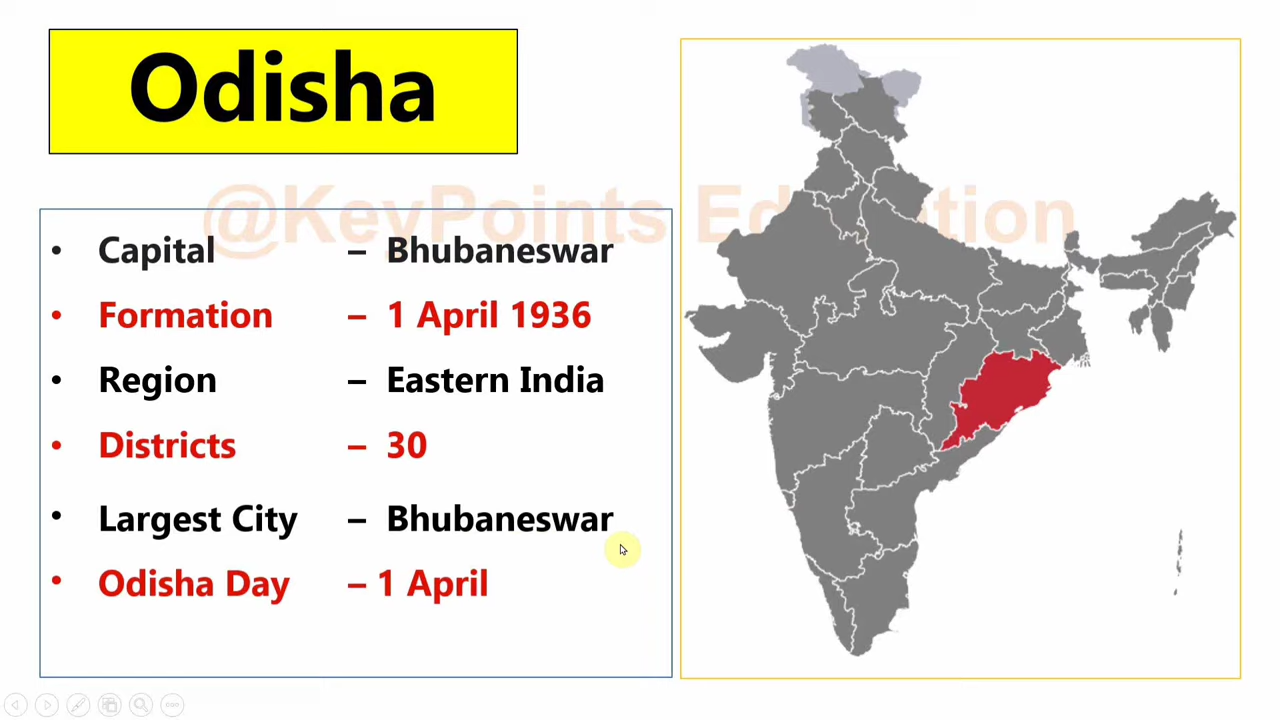 Odisha
@KeyPoints Education
• Capital – Bhubaneswar
• Formation – 1 April 1936
• Region – Eastern India
• Districts – 30
• Largest City – Bhubaneswar
• Odisha Day – 1 April